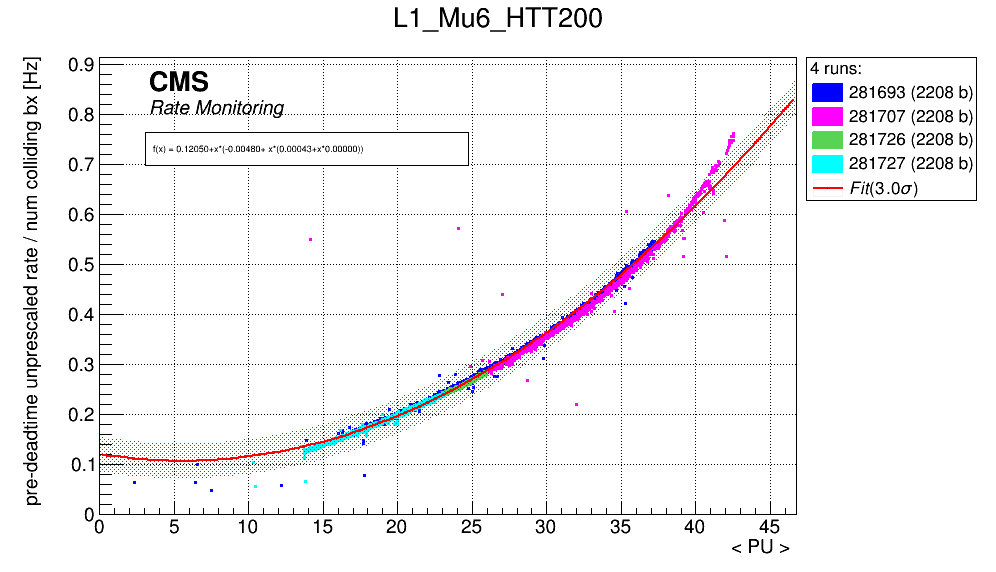 L1_Mu6_HTT200
pre-deadtime unprescaled rate / num colliding bx [Hz]
CMS
Rate Monitoring
f(x) = 0.12050+x*(-0.00480+ x*(0.00043+x*0.00000))
0.9
0.8
0.7
0.6
0.5
0.4
0.3
0.2
0.1
0
0 5 10 15 20 25 30 35 40 45
< PU >
4 runs:
281693 (2208 b)
281707 (2208 b)
281726 (2208 b)
281727 (2208 b)
Fit(3.0σ)